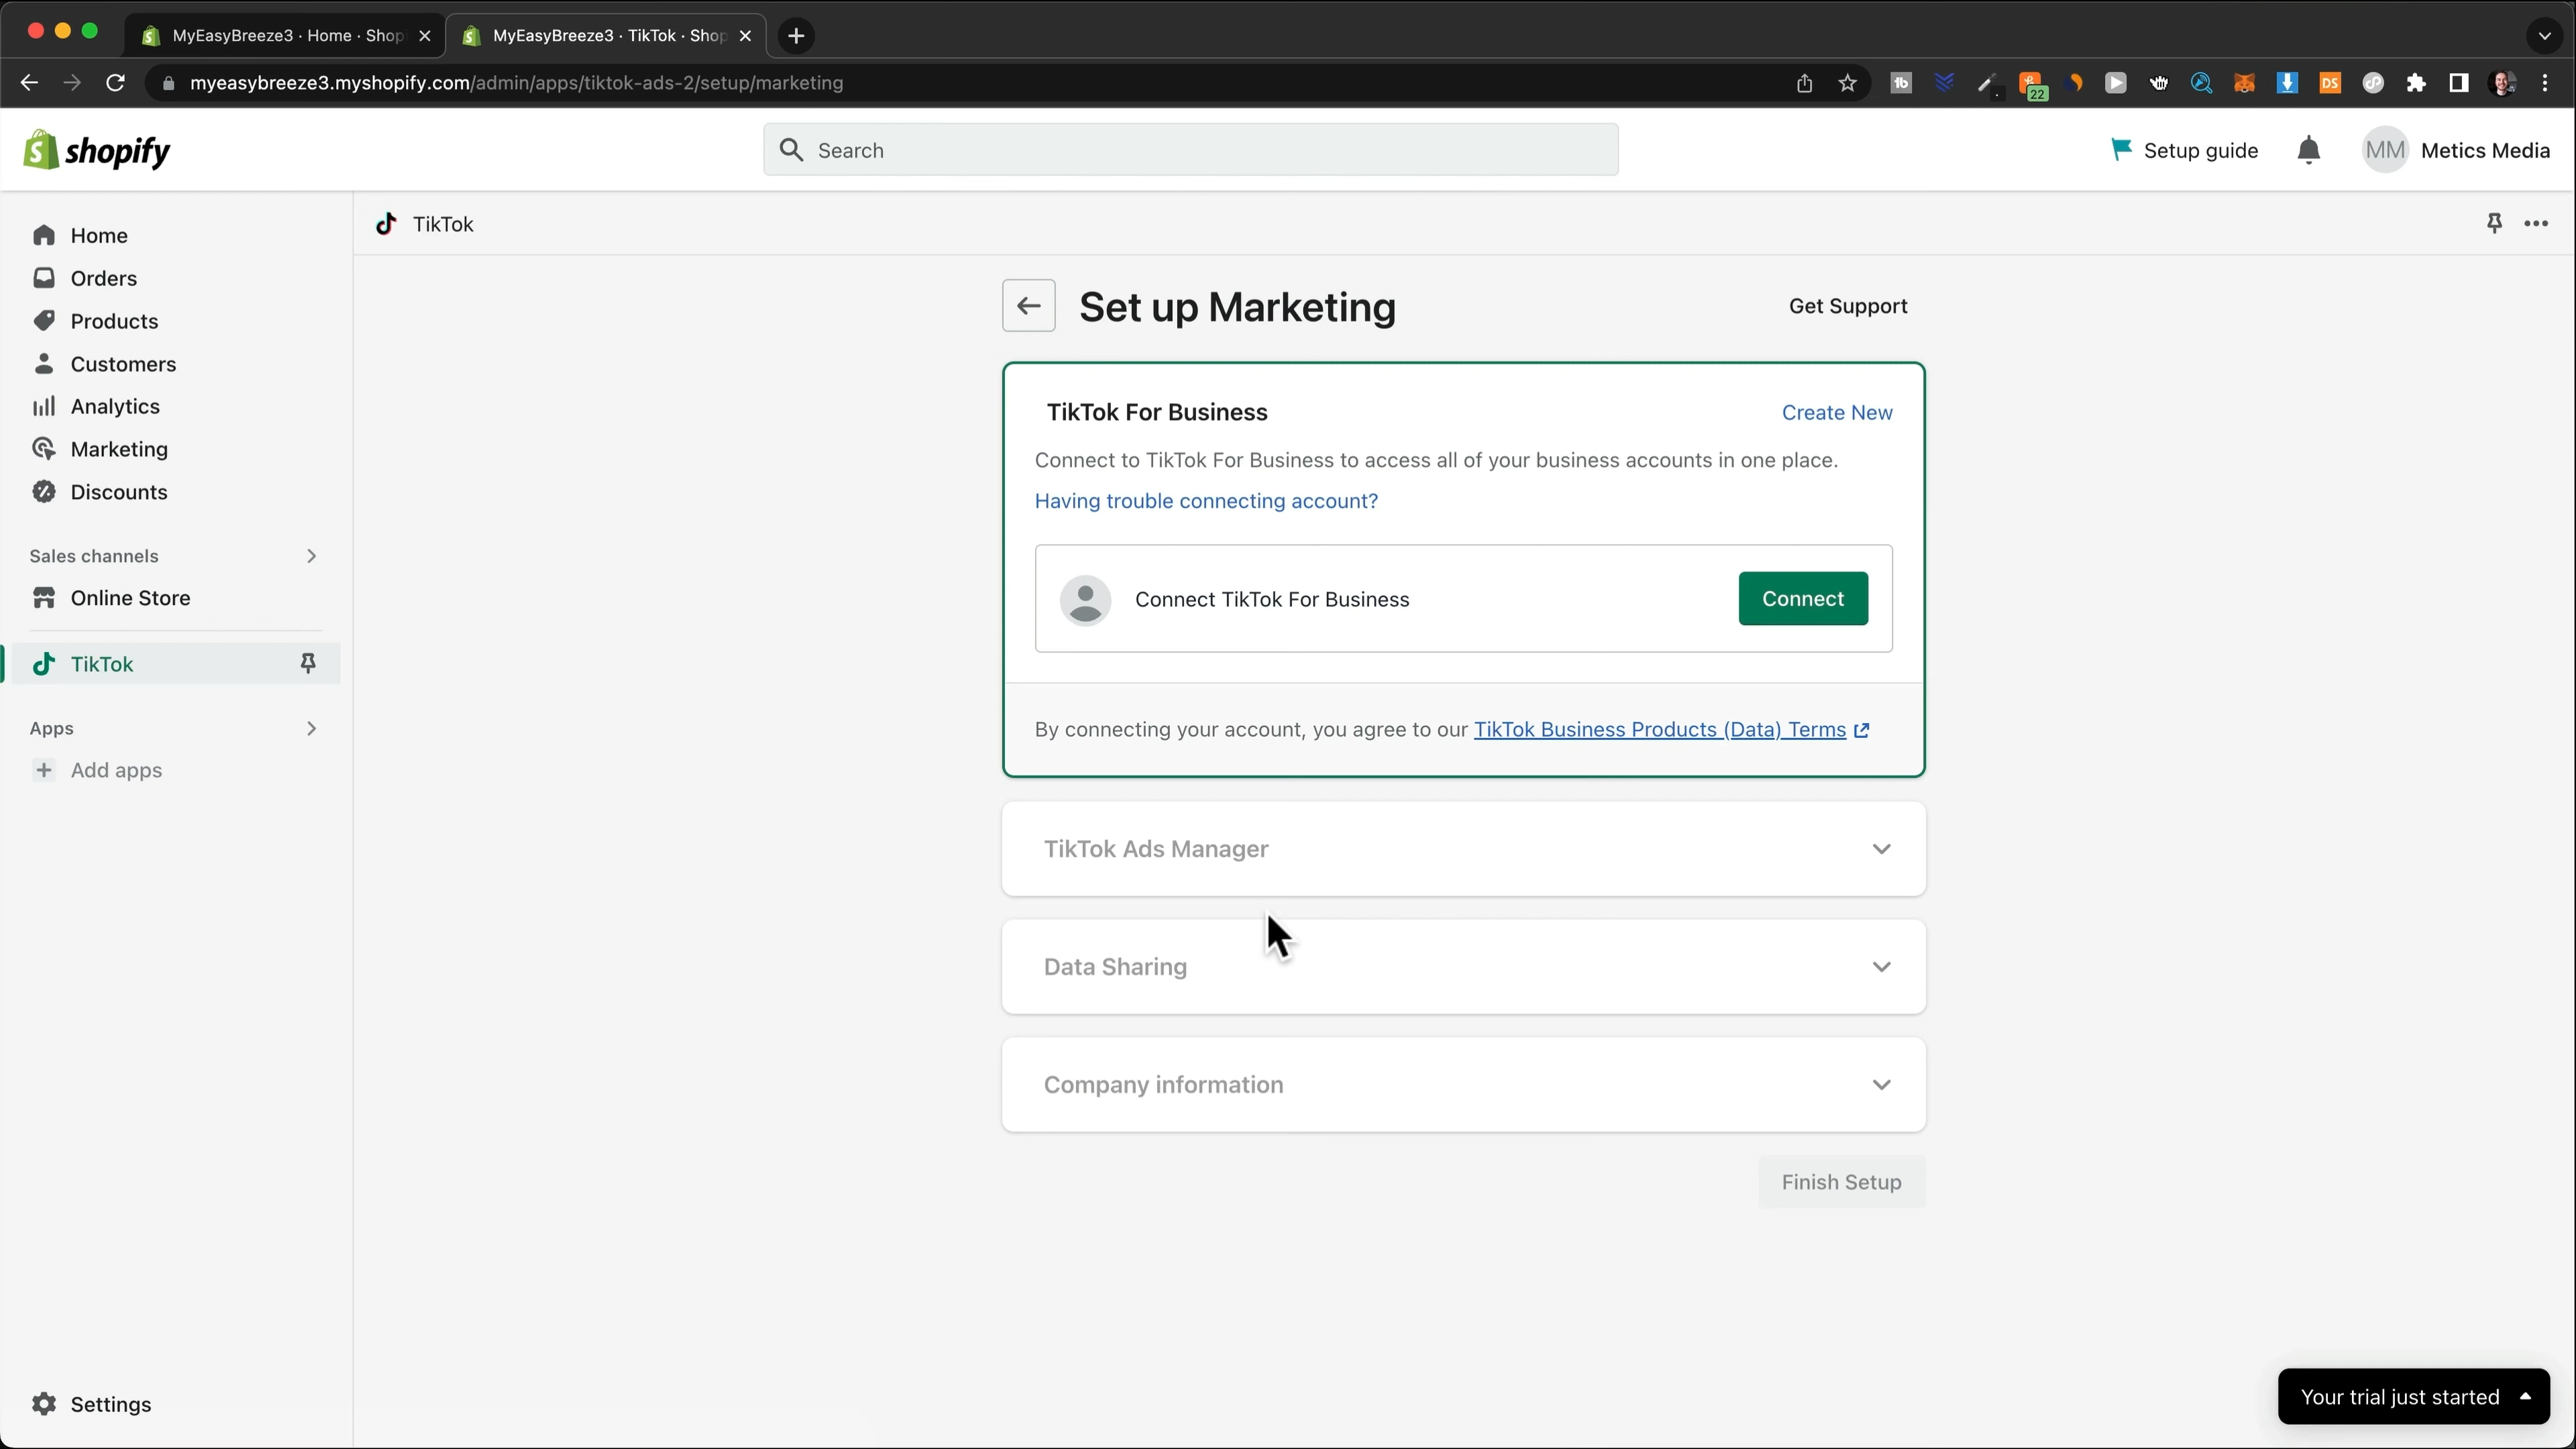 MyEasyBreeze3 · Home · Shop
MyEasyBreeze3 · TikTok · Shop
myeasybreeze3.myshopify.com/admin/apps/tiktok-ads-2/setup/marketing
22
DS
shopify
Search
Setup guide
MM
Metics Media
Home
Orders
Products
Customers
Analytics
Marketing
Discounts
Sales channels
Online Store
TikTok
Apps
Add apps
Settings
TikTok
Set up Marketing
Get Support
TikTok For Business
Create New
Connect to TikTok For Business to access all of your business accounts in one place.
Having trouble connecting account?
Connect TikTok For Business
Connect
By connecting your account, you agree to our TikTok Business Products (Data) Terms
TikTok Ads Manager
Data Sharing
Company information
Finish Setup
Your trial just started